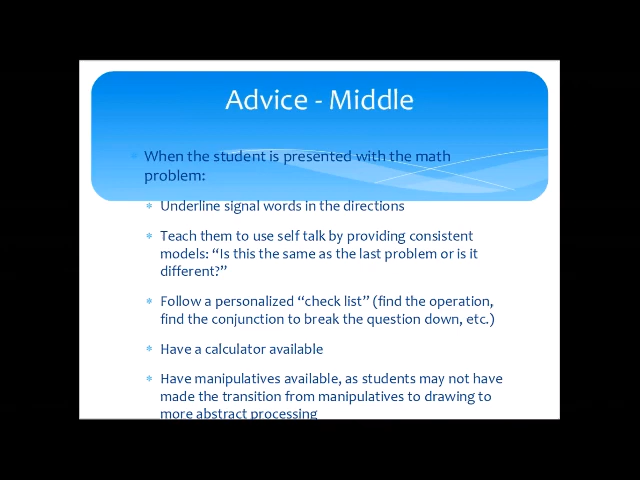 Advice - Middle
When the student is presented with the math
problem:
Underline signal words in the directions
Teach them to use self talk by providing consistent
models: “Is this the same as the last problem or is it
different?”
Follow a personalized “check list” (find the operation,
find the conjunction to break the question down, etc.)
Have a calculator available
Have manipulatives available, as students may not have
made the transition from manipulatives to drawing to
more abstract processing